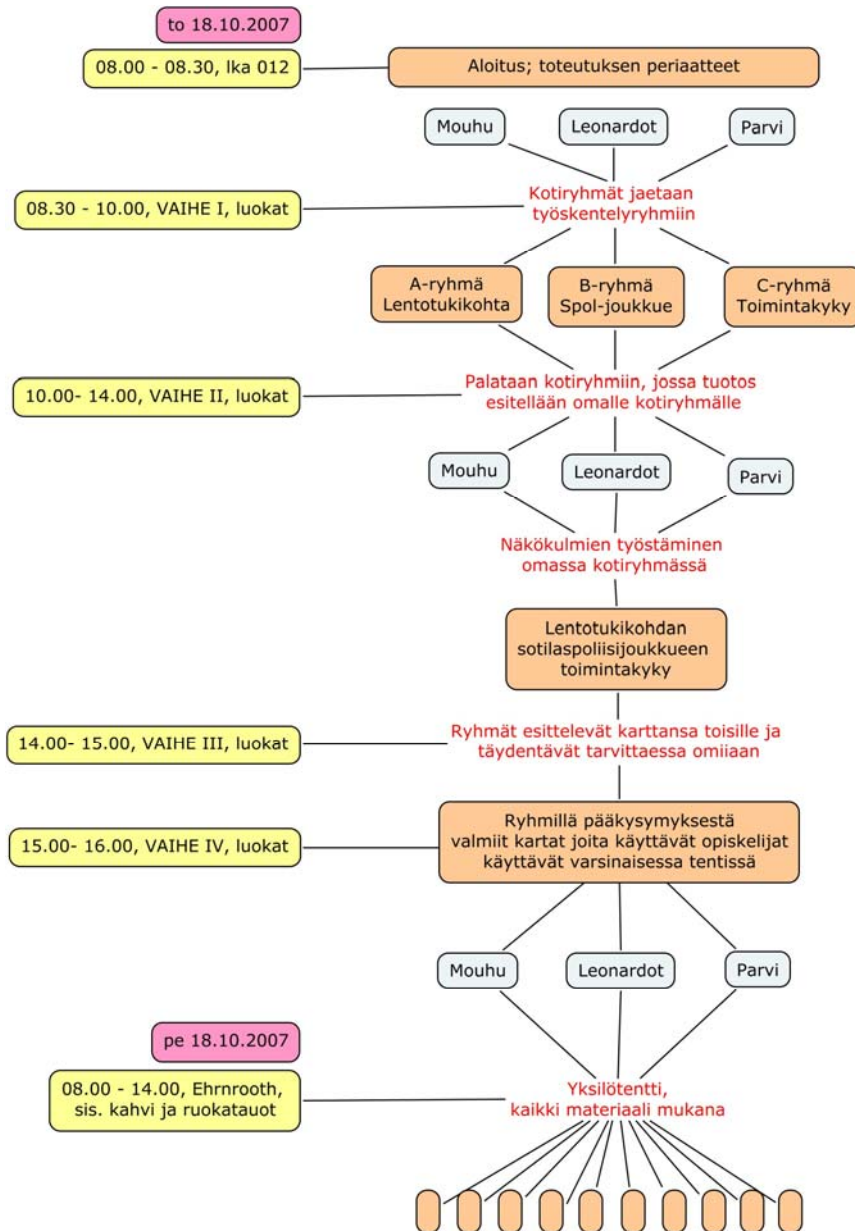 to 18.10.2007
08.00 - 08.30, lka 012
Aloitus; toteutuksen periaatteet
Mouhu
Leonardot
Parvi
08.30 - 10.00, VAIHE I, luokat
Kotiryhmät jaetaan
työskentelyryhmiin
A-ryhmä
Lentotukikohta
B-ryhmä
Spol-joukkue
C-ryhmä
Toimintakyky
10.00- 14.00, VAIHE II, luokat
Palataan kotiryhmiin, jossa tuotos
esitellään omalle kotiryhmälle
Mouhu
Leonardot
Parvi
Näkökulmien työstäminen
omassa kotiryhmässä
Lentotukikohdan
sotilaspoliisijoukkueen
toimintakyky
14.00- 15.00, VAIHE III, luokat
Ryhmät esittelevät karttansa toisille ja
täydentävät tarvittaessa omiiaan
15.00- 16.00, VAIHE IV, luokat
Ryhmillä pääkysymyksestä
valmiit kartat joita käyttävät opiskelijat
käyttävät varsinaisessa tentissä
Mouhu
Leonardot
Parvi
pe 18.10.2007
08.00 - 14.00, Ehrnrooth,
sis. kahvi ja ruokatauot
Yksilötentti,
kaikki materiaali mukana